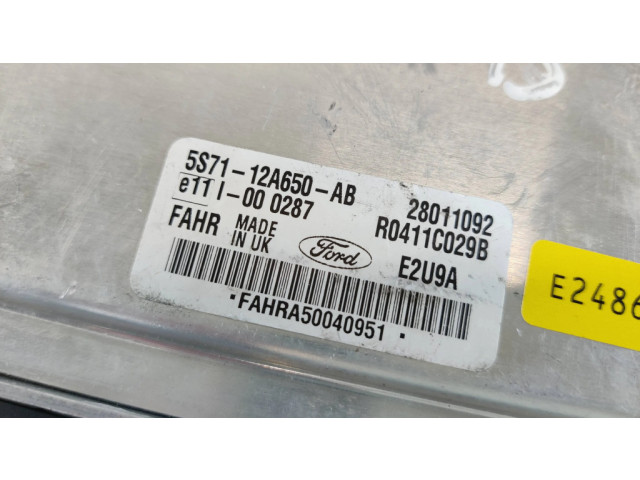 5S71-12A650-AB 28011092
e11 I-00 0287 R0411C029B
FAHR MADE IN UK Ford E2U9A
*FAHRA50040951*
E2486